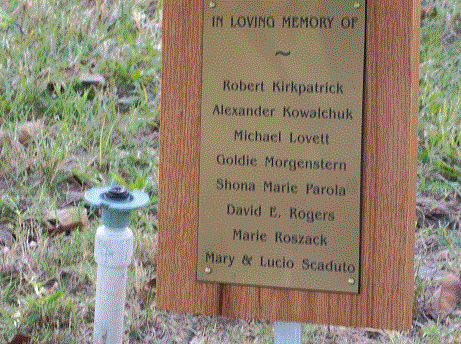 IN LOVING MEMORY OF
~
Robert Kirkpatrick
Alexander Kowalchuk
Michael Lovett
Goldie Morgenstern
Shona Marie Parola
David E. Rogers
Marie Roszack
Mary & Lucio Scaduto